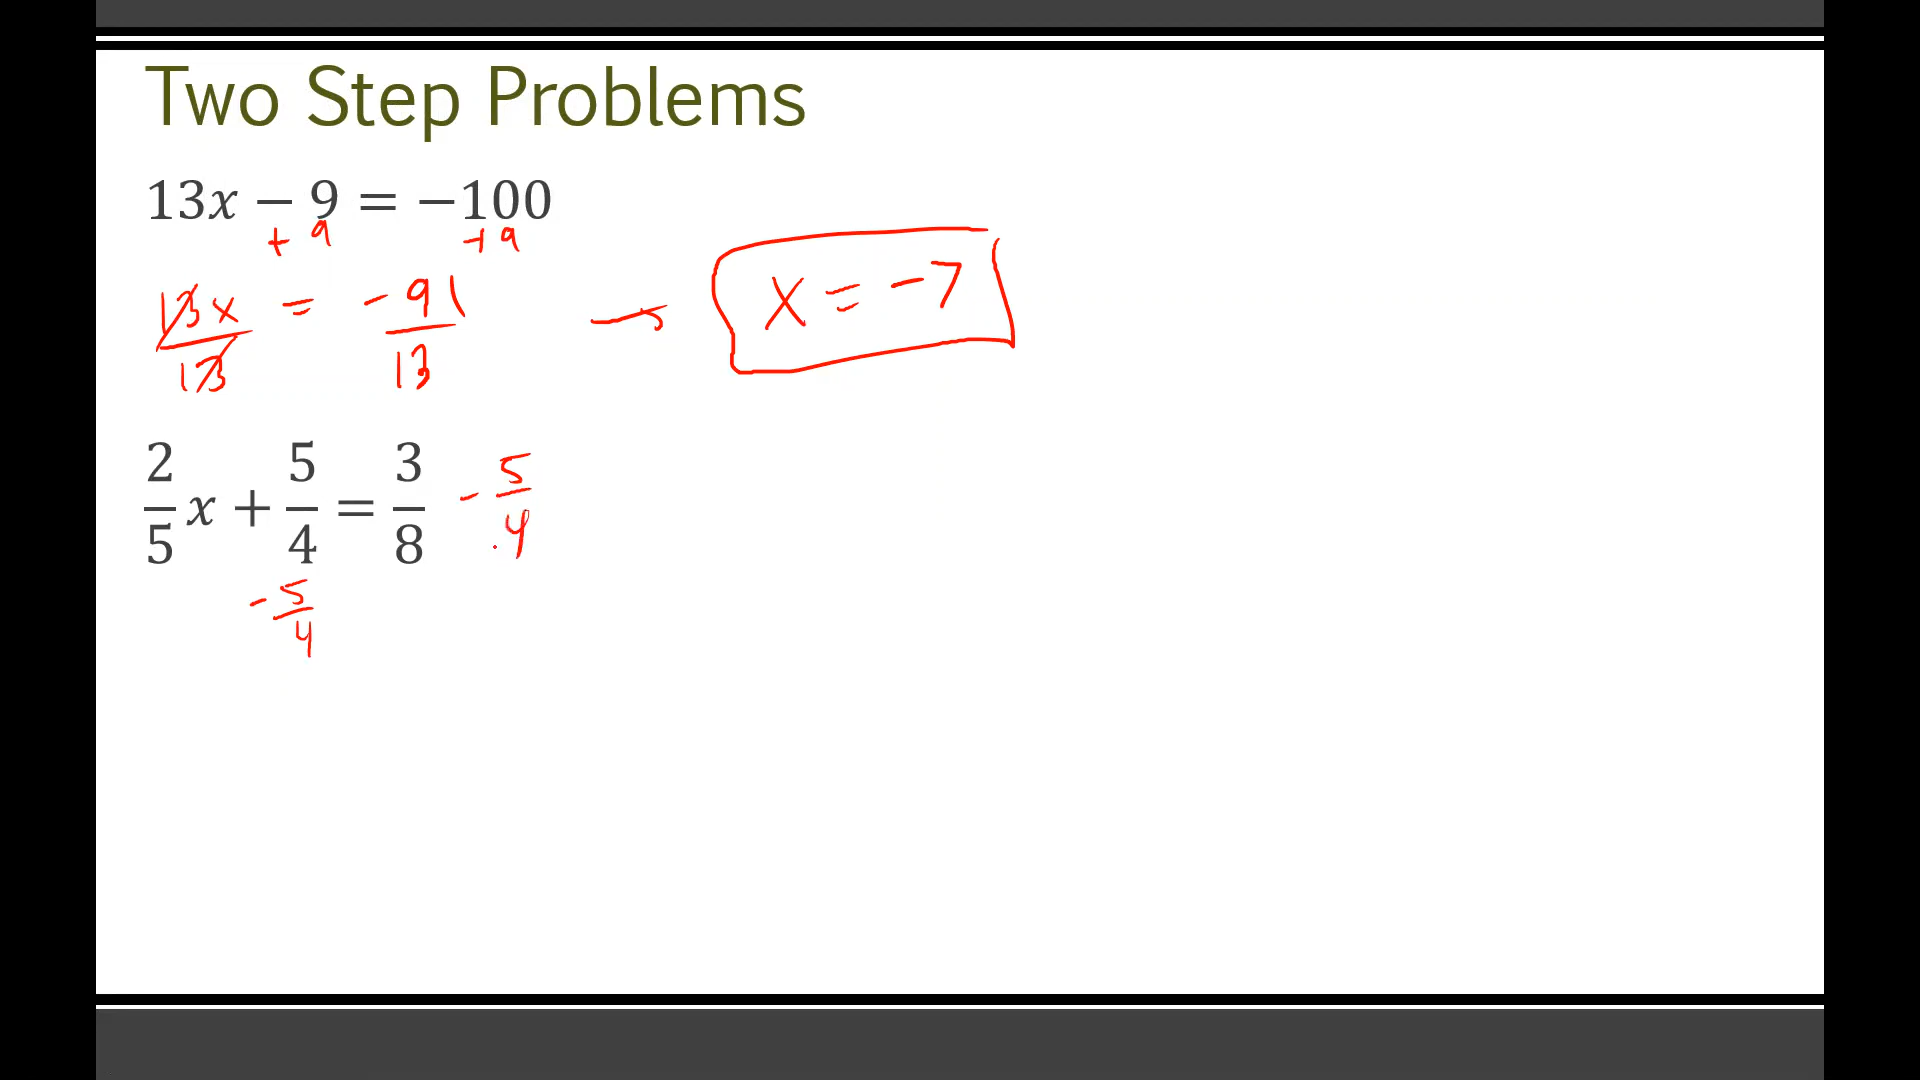 Two Step Problems
13x − 9 = −100
+ 9 +9
13x/13 = -91/13 → x = -7
2/5 x + 5/4 = 3/8 - 5/4
- 5/4